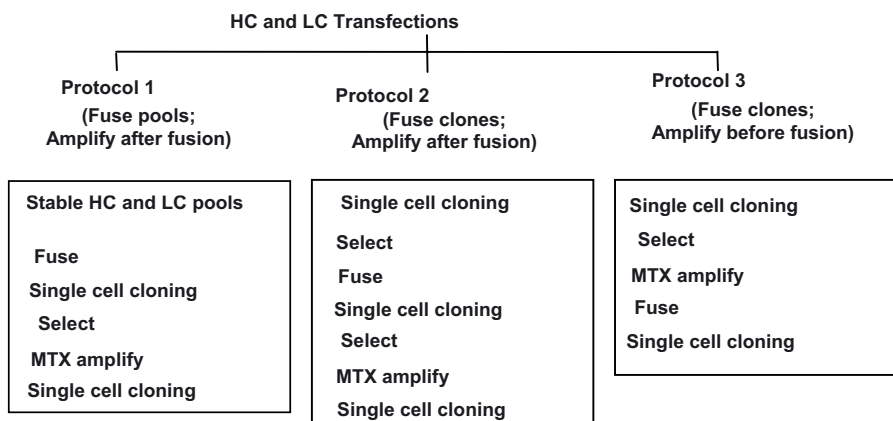 HC and LC Transfections
Protocol 1
(Fuse pools;
Amplify after fusion)
Protocol 2
(Fuse clones;
Amplify after fusion)
Protocol 3
(Fuse clones;
Amplify before fusion)
Stable HC and LC pools
Fuse
Single cell cloning
Select
MTX amplify
Single cell cloning
Single cell cloning
Select
Fuse
Single cell cloning
Select
MTX amplify
Single cell cloning
Single cell cloning
Select
MTX amplify
Fuse
Single cell cloning